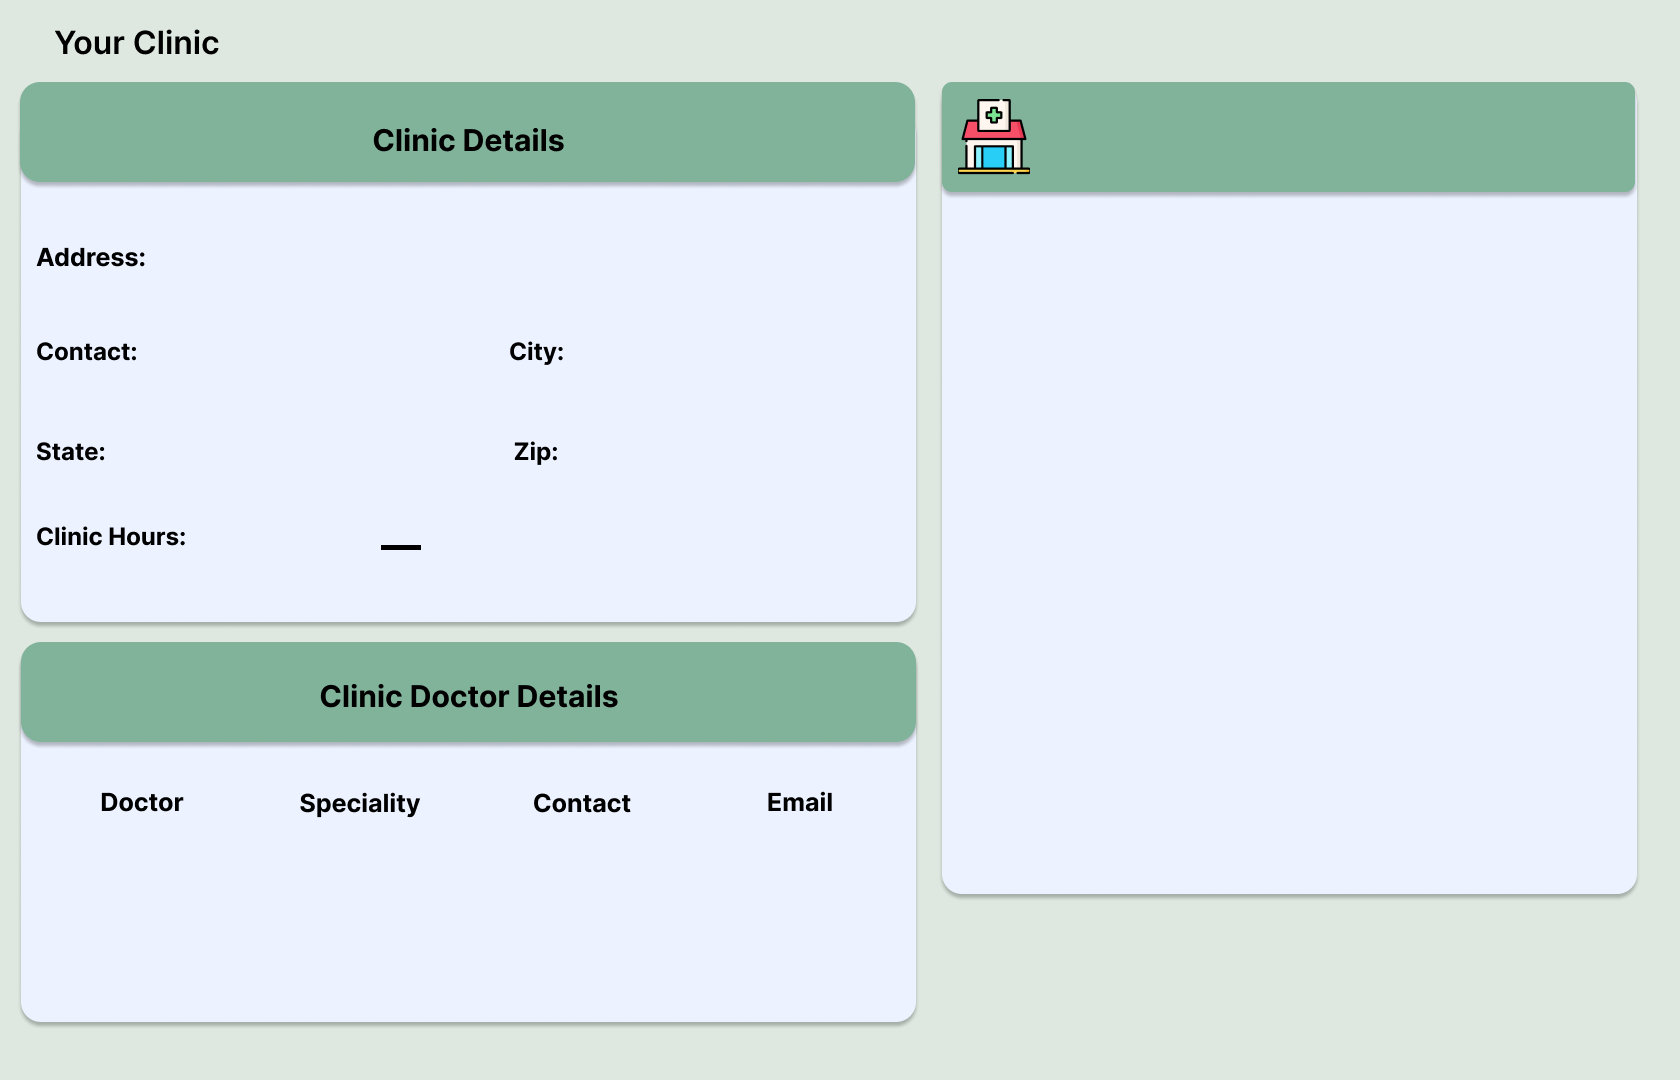 Your Clinic
Clinic Details
Address:
Contact: City:
State: Zip:
Clinic Hours:
Clinic Doctor Details
Doctor Speciality Contact Email